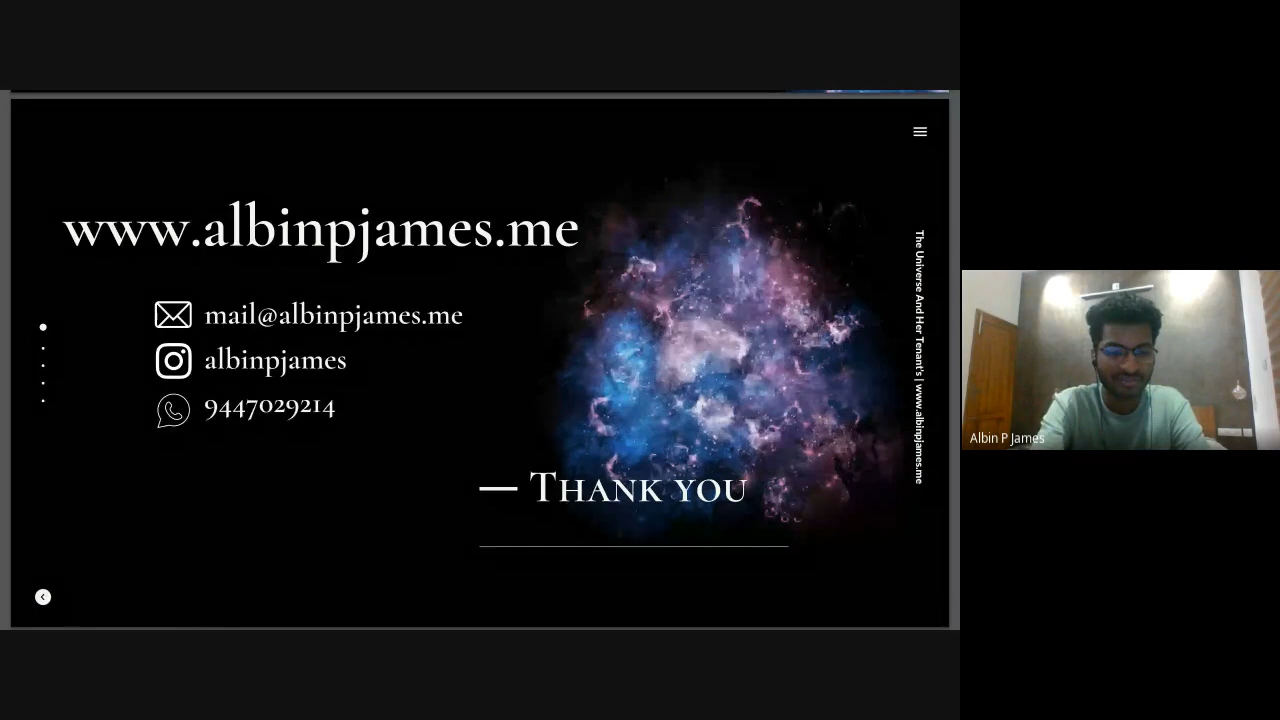 www.albinpjames.me
mail@albinpjames.me
albinpjames
9447029214
— Thank you
The Universe And Her Tenant's | www.albinpjames.me
Albin P James